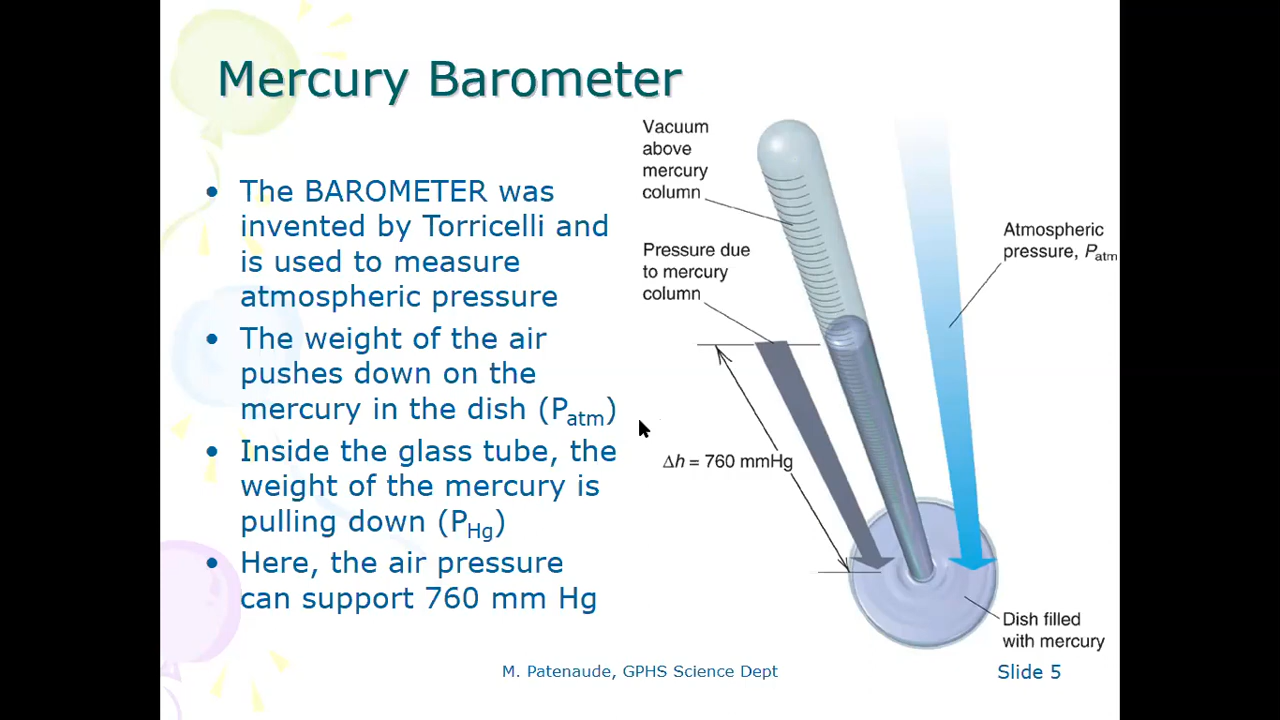 Mercury Barometer
• The BAROMETER was
invented by Torricelli and
is used to measure
atmospheric pressure
• The weight of the air
pushes down on the
mercury in the dish (Patm)
• Inside the glass tube, the
weight of the mercury is
pulling down (PHg)
• Here, the air pressure
can support 760 mm Hg
Vacuum
above
mercury
column
Pressure due
to mercury
column
Atmospheric
pressure, Patm
Δh = 760 mmHg
Dish filled
with mercury
M. Patenaude, GPHS Science Dept
Slide 5